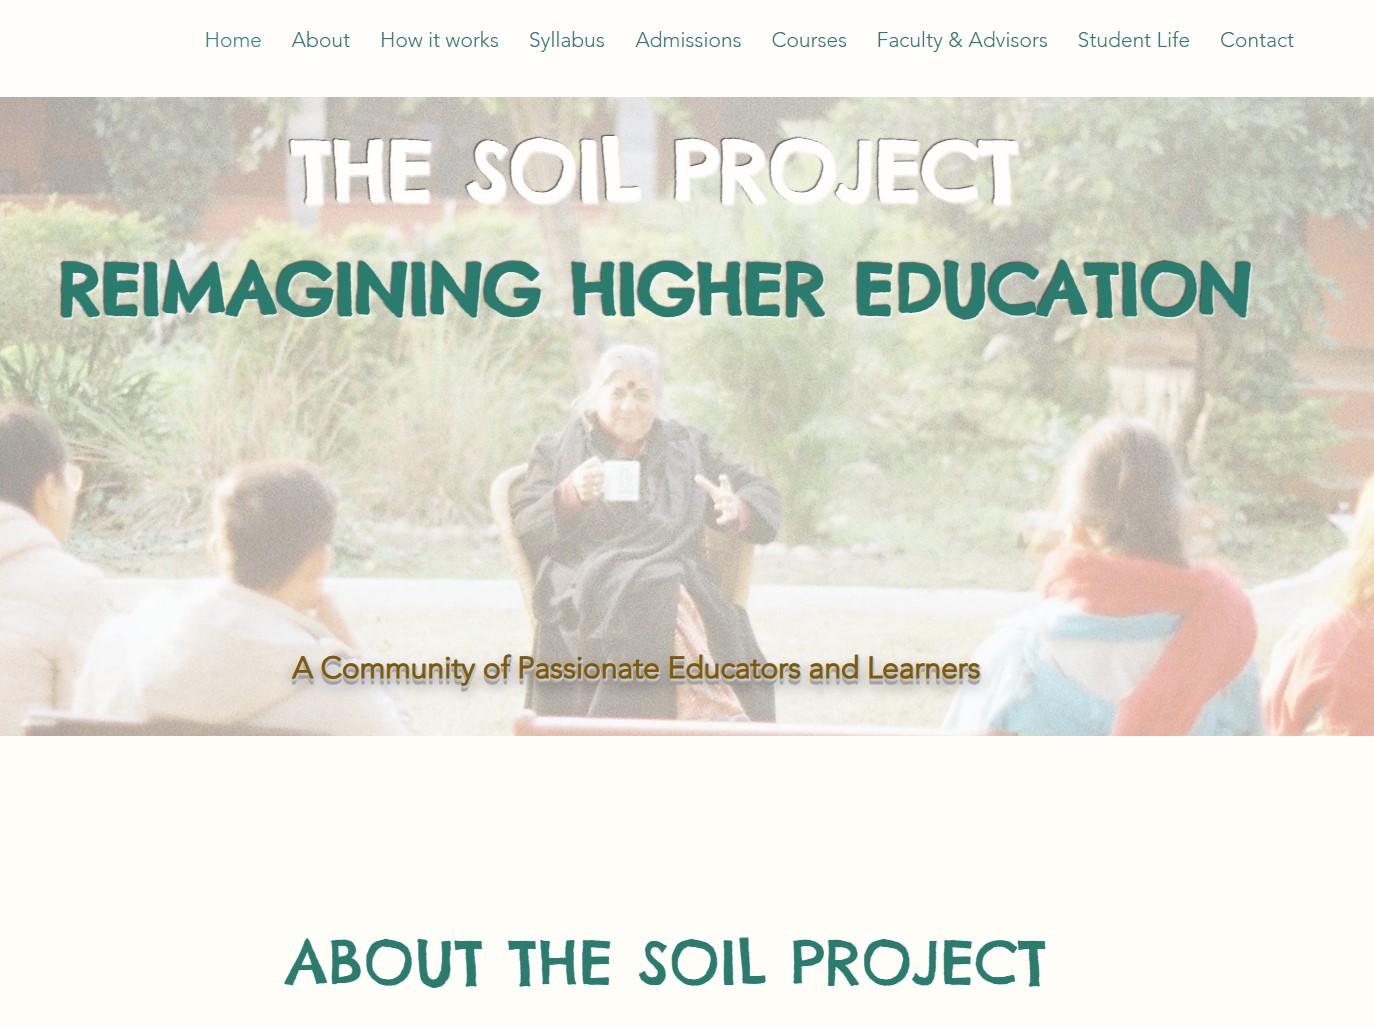 Home About How it works Syllabus Admissions Courses Faculty & Advisors Student Life Contact
THE SOIL PROJECT
REIMAGINING HIGHER EDUCATION
A Community of Passionate Educators and Learners
ABOUT THE SOIL PROJECT